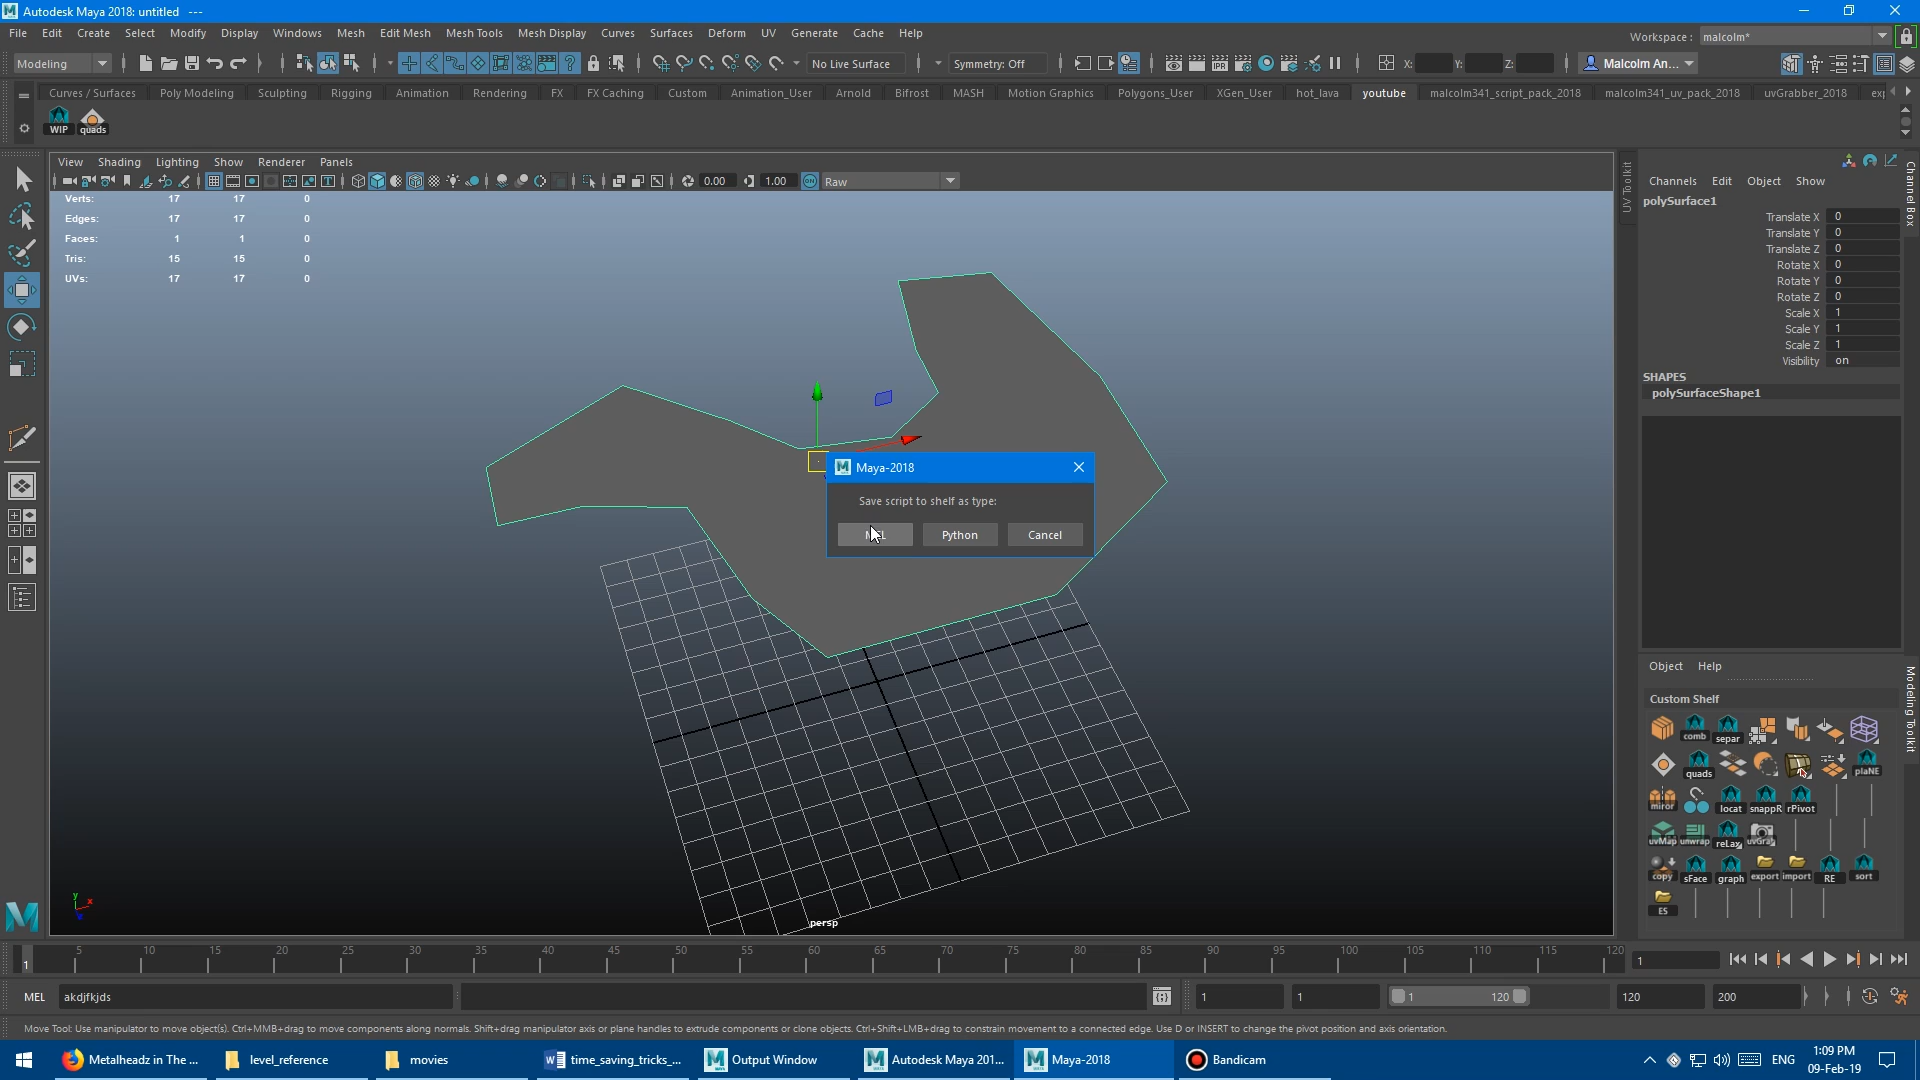 Autodesk Maya 2018: untitled   ---
File Edit Create Select Modify Display Windows Mesh Edit Mesh Mesh Tools Mesh Display Curves Surfaces Deform UV Generate Cache Help
Workspace : malcolm*
Modeling
No Live Surface
Symmetry: Off
X: Y: Z:
Malcolm An...
Curves / Surfaces Poly Modeling Sculpting Rigging Animation Rendering FX FX Caching Custom Animation_User Arnold Bifrost MASH Motion Graphics Polygons_User XGen_User hot_lava youtube malcolm341_script_pack_2018 malcolm341_uv_pack_2018 uvGrabber_2018
WIP quads
View Shading Lighting Show Renderer Panels
0.00 1.00 ON Raw
Verts: 17 17 0
Edges: 17 17 0
Faces: 1 1 0
Tris: 15 15 0
UVs: 17 17 0
Maya-2018
Save script to shelf as type:
Python Cancel
persp
y x
UV Toolkit
Channels Edit Object Show
polySurface1
Translate X 0
Translate Y 0
Translate Z 0
Rotate X 0
Rotate Y 0
Rotate Z 0
Scale X 1
Scale Y 1
Scale Z 1
Visibility on
SHAPES
polySurfaceShape1
Channel Box
Object Help
Custom Shelf
comb separ
quads plaNE
miror locat snappR rPivot
uvMap unwrap reLax uvGra
copy sFace graph export import RE sort
ES
Modeling Toolkit
5 10 15 20 25 30 35 40 45 50 55 60 65 70 75 80 85 90 95 100 105 110 115 120
1
1
MEL akdjfkjds
1 1 1 120 120 200
Move Tool: Use manipulator to move object(s). Ctrl+MMB+drag to move components along normals. Shift+drag manipulator axis or plane handles to extrude components or clone objects. Ctrl+Shift+LMB+drag to constrain movement to a connected edge. Use D or INSERT to change the pivot position and axis orientation.
Metalheadz in The ... level_reference movies time_saving_tricks_... Output Window Autodesk Maya 201... Maya-2018 Bandicam
ENG
1:09 PM
09-Feb-19